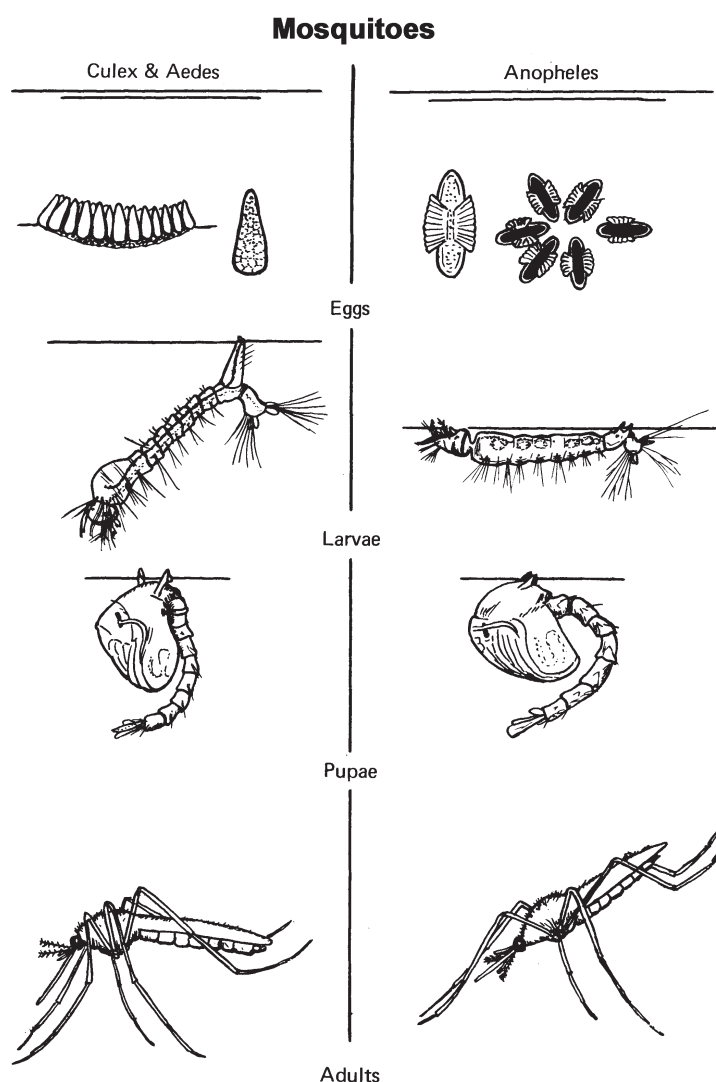 Mosquitoes
Culex & Aedes
Anopheles
Eggs
Larvae
Pupae
Adults